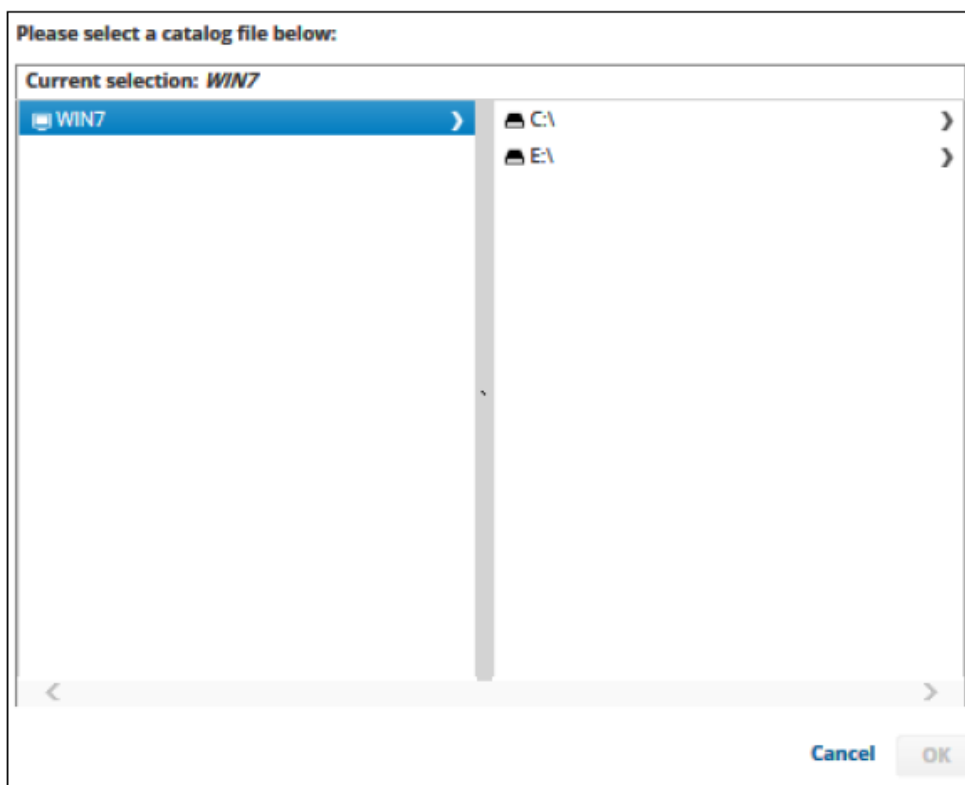 Please select a catalog file below:
Current selection: WIN7
WIN7
C:\
E:\
Cancel
OK